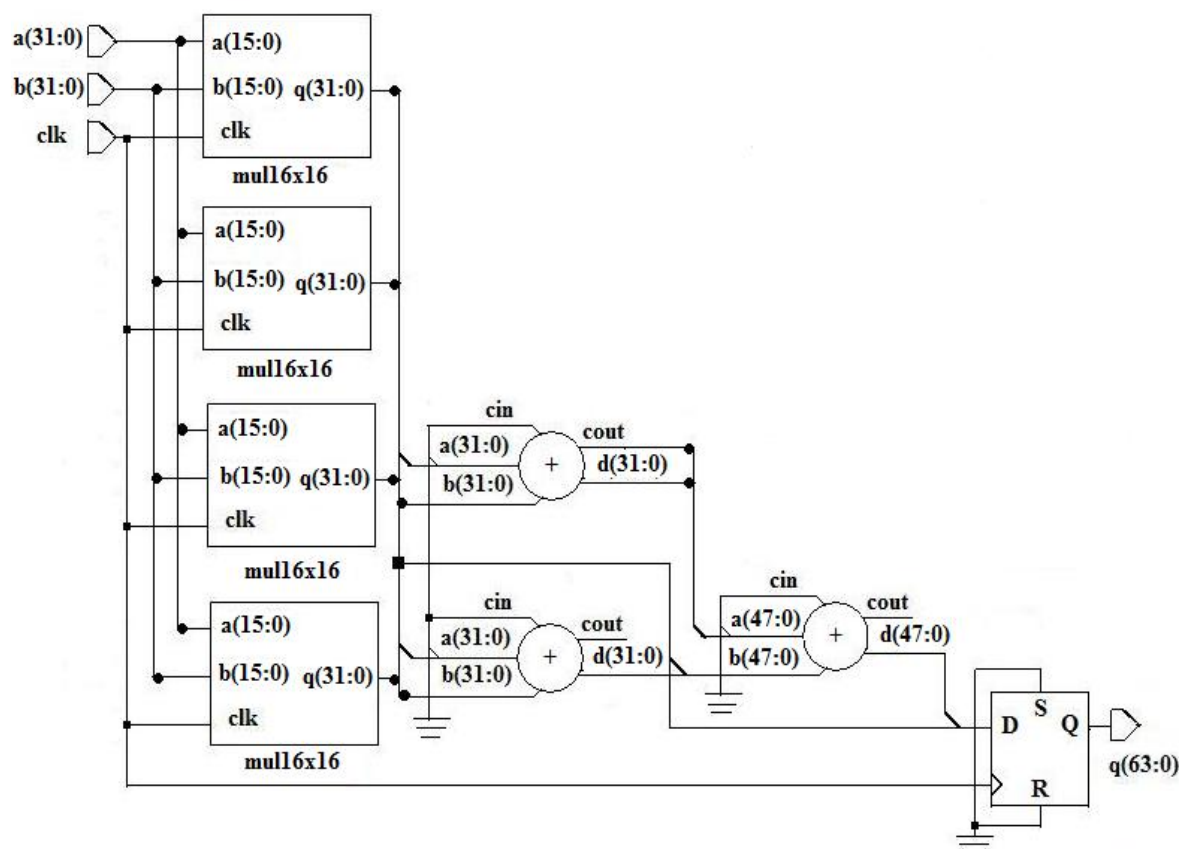 a(31:0)
b(31:0)
clk
a(15:0)
b(15:0) q(31:0)
clk
mul16x16
a(15:0)
b(15:0) q(31:0)
clk
mul16x16
a(15:0)
b(15:0) q(31:0)
clk
mul16x16
a(15:0)
b(15:0) q(31:0)
clk
mul16x16
cin
a(31:0)
b(31:0)
+
cout
d(31:0)
cin
a(31:0)
b(31:0)
+
cout
d(31:0)
cin
a(47:0)
b(47:0)
+
cout
d(47:0)
S
D Q
R
q(63:0)